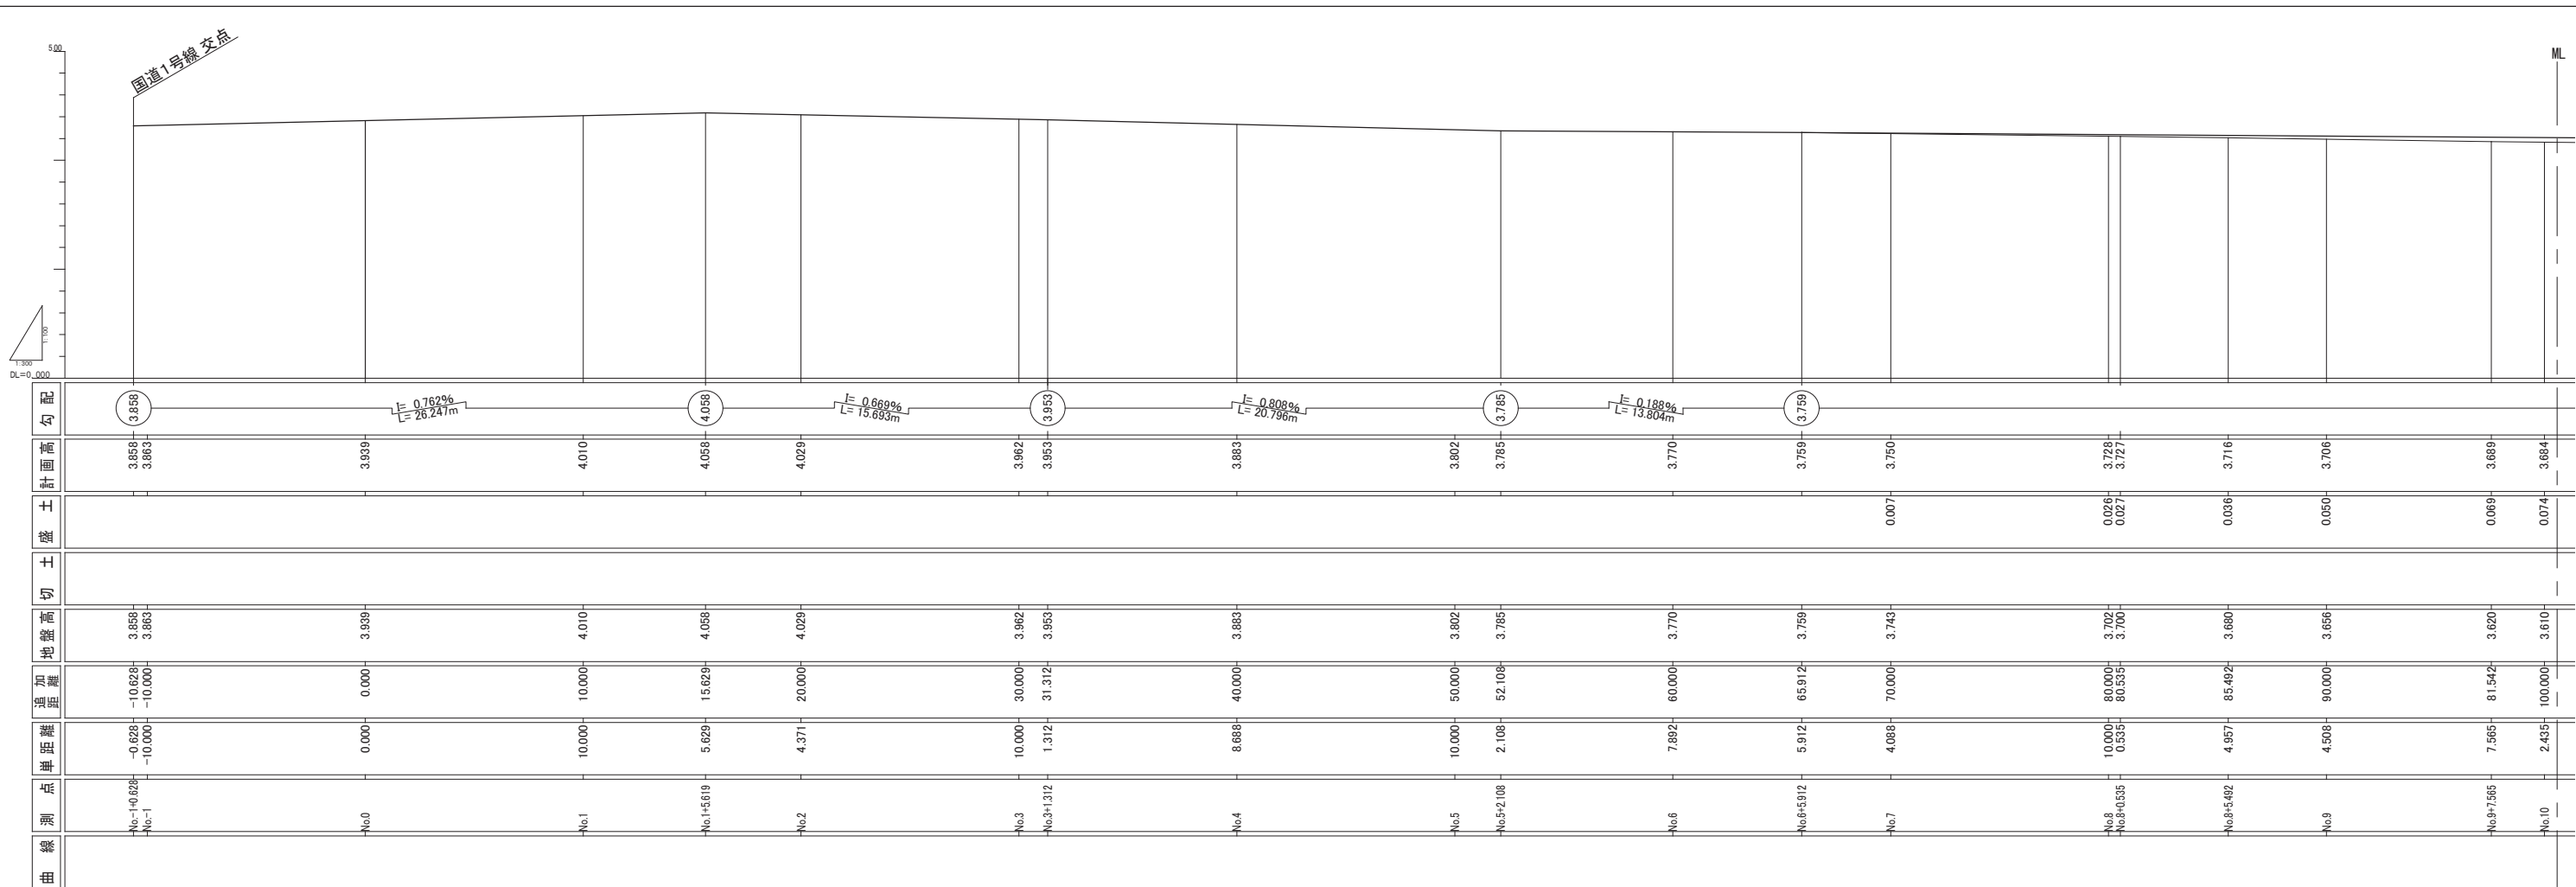 国道1号線 交点
ML
5.00
1:100
1:300
DL=0.000
勾配
3.858
I= 0.762%
L= 26.247m
4.058
I= 0.669%
L= 15.693m
3.953
I= 0.808%
L= 20.796m
3.785
I= 0.188%
L= 13.804m
3.759
計画高
3.858 3.863 3.939 4.010 4.058 4.029 3.962 3.953 3.883 3.802 3.785 3.770 3.759 3.750 3.728 3.727 3.716 3.706 3.689 3.684
盛土
0.007 0.026 0.027 0.036 0.050 0.069 0.074
切土
地盤高
3.858 3.863 3.939 4.010 4.058 4.029 3.962 3.953 3.883 3.802 3.785 3.770 3.759 3.743 3.702 3.700 3.680 3.656 3.620 3.610
追加距離
-10.628 -10.000 0.000 10.000 15.629 20.000 30.000 31.312 40.000 50.000 52.108 60.000 65.912 70.000 80.000 80.535 85.492 90.000 81.542 100.000
単距離
-0.628 -10.000 0.000 10.000 5.629 4.371 10.000 1.312 8.688 10.000 2.108 7.892 5.912 4.088 10.000 0.535 4.957 4.508 7.565 2.435
測点
No.-1+0.628 No.-1 No.0 No.1 No.1+5.619 No.2 No.3 No.3+1.312 No.4 No.5 No.5+2.108 No.6 No.6+5.912 No.7 No.8 No.8+0.535 No.8+5.492 No.9 No.9+7.565 No.10
曲線